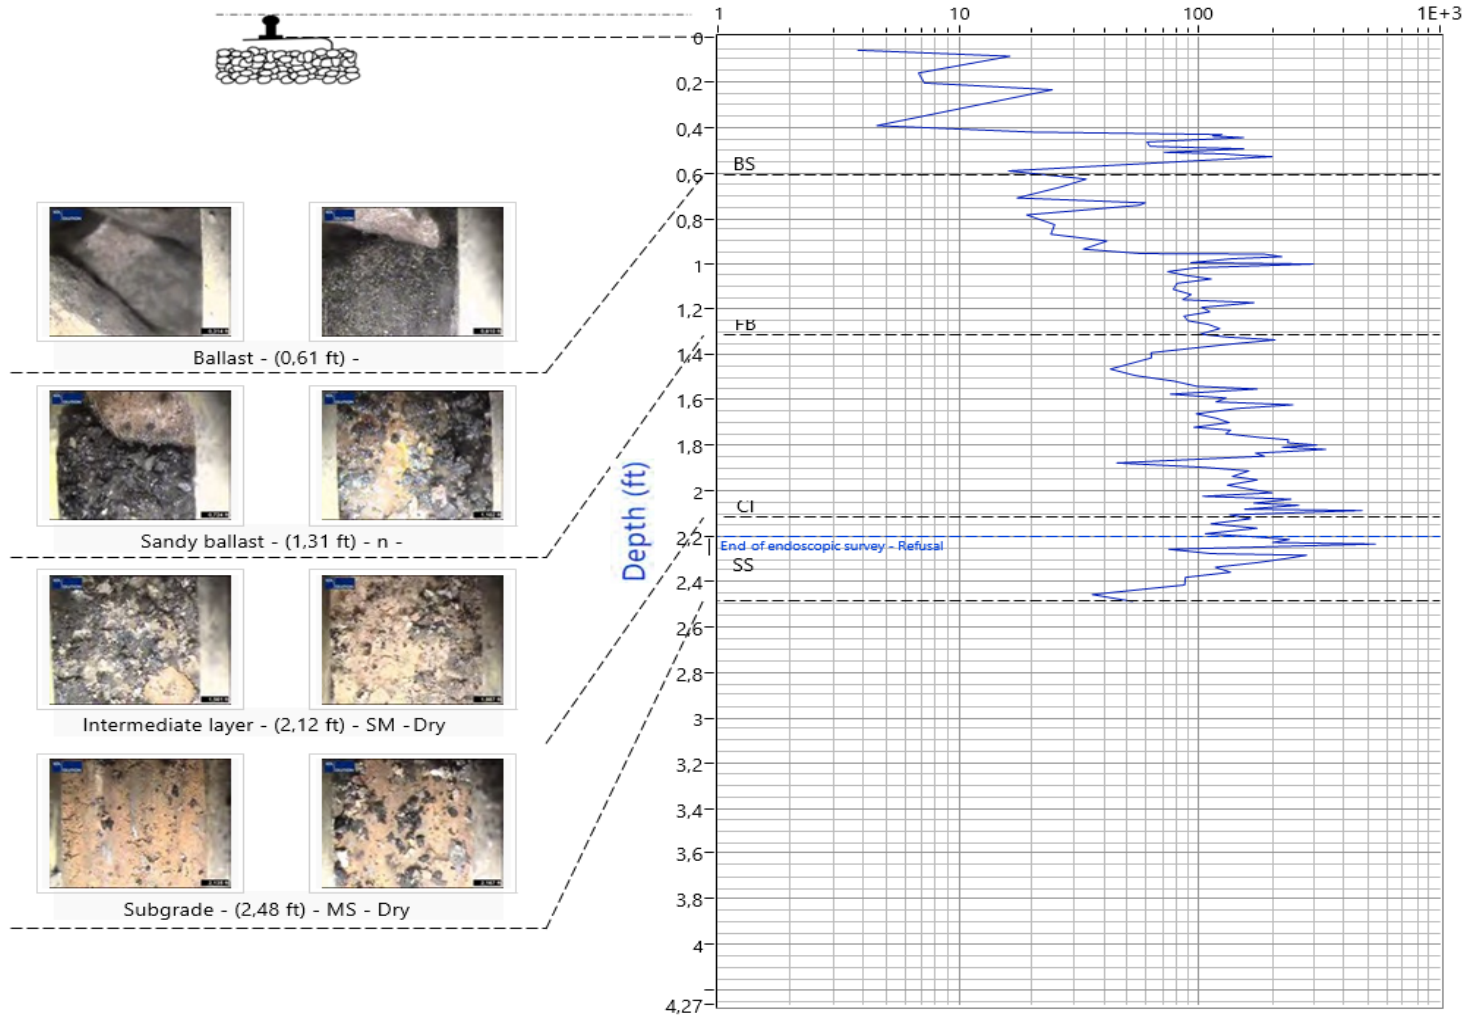 1 10 100 1E+3
0
0,2
0,4
BS
0,6
0,8
1
1,2
FB
1,4
1,6
1,8
2
CI
2,2
End of endoscopic survey - Refusal
SS
2,4
2,6
2,8
3
3,2
3,4
3,6
3,8
4
4,27
Depth (ft)
Ballast - (0,61 ft) -
Sandy ballast - (1,31 ft) - n -
Intermediate layer - (2,12 ft) - SM -Dry
Subgrade - (2,48 ft) - MS - Dry